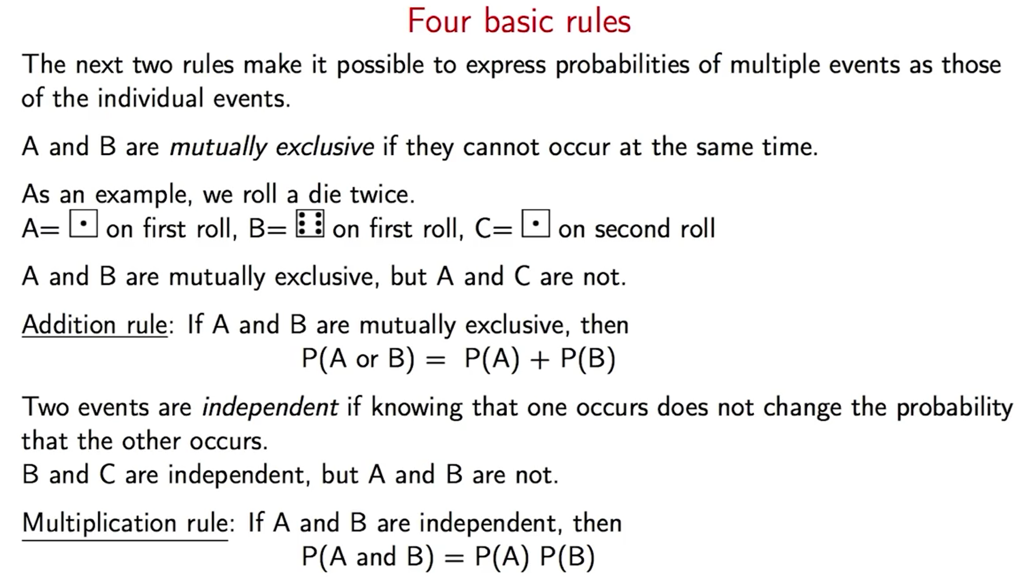 Four basic rules
The next two rules make it possible to express probabilities of multiple events as those
of the individual events.
A and B are mutually exclusive if they cannot occur at the same time.
As an example, we roll a die twice.
A= ⚀ on first roll, B= ⚅ on first roll, C= ⚀ on second roll
A and B are mutually exclusive, but A and C are not.
Addition rule: If A and B are mutually exclusive, then
P(A or B) = P(A) + P(B)
Two events are independent if knowing that one occurs does not change the probability
that the other occurs.
B and C are independent, but A and B are not.
Multiplication rule: If A and B are independent, then
P(A and B) = P(A) P(B)